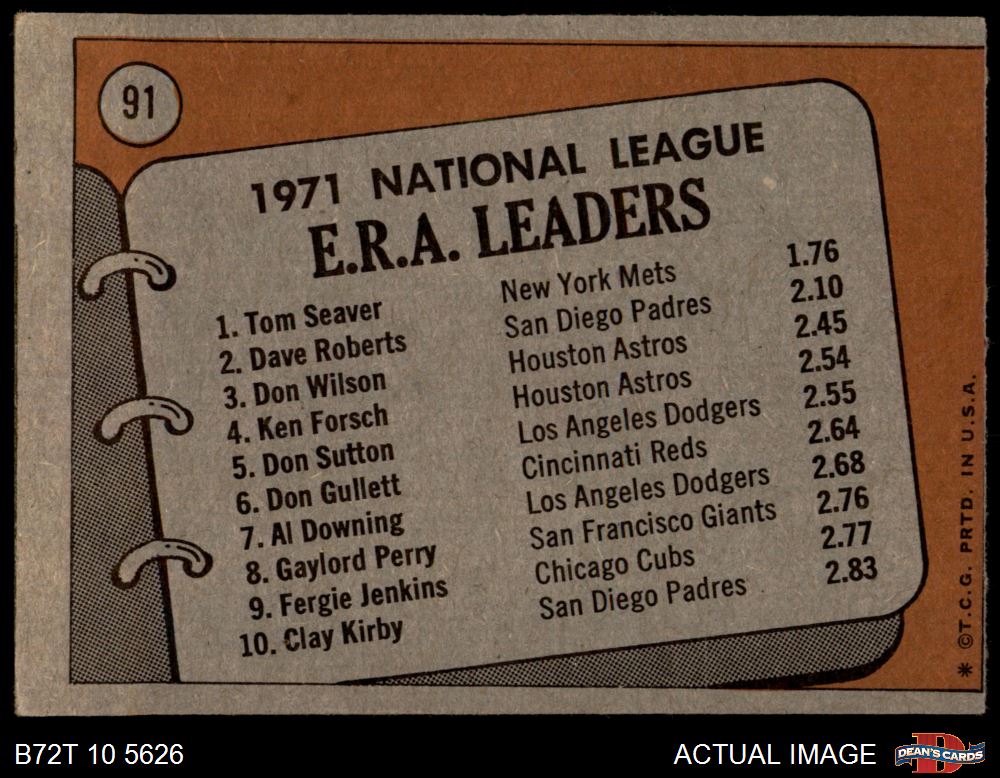 91
1971 NATIONAL LEAGUE
E.R.A. LEADERS
1. Tom Seaver New York Mets 1.76
2. Dave Roberts San Diego Padres 2.10
3. Don Wilson Houston Astros 2.45
4. Ken Forsch Houston Astros 2.54
5. Don Sutton Los Angeles Dodgers 2.55
6. Don Gullett Cincinnati Reds 2.64
7. Al Downing Los Angeles Dodgers 2.68
8. Gaylord Perry San Francisco Giants 2.76
9. Fergie Jenkins Chicago Cubs 2.77
10. Clay Kirby San Diego Padres 2.83
* ©T.C.G. PRTD. IN U.S.A.
B72T 10 5626 ACTUAL IMAGE D DEAN'S CARDS